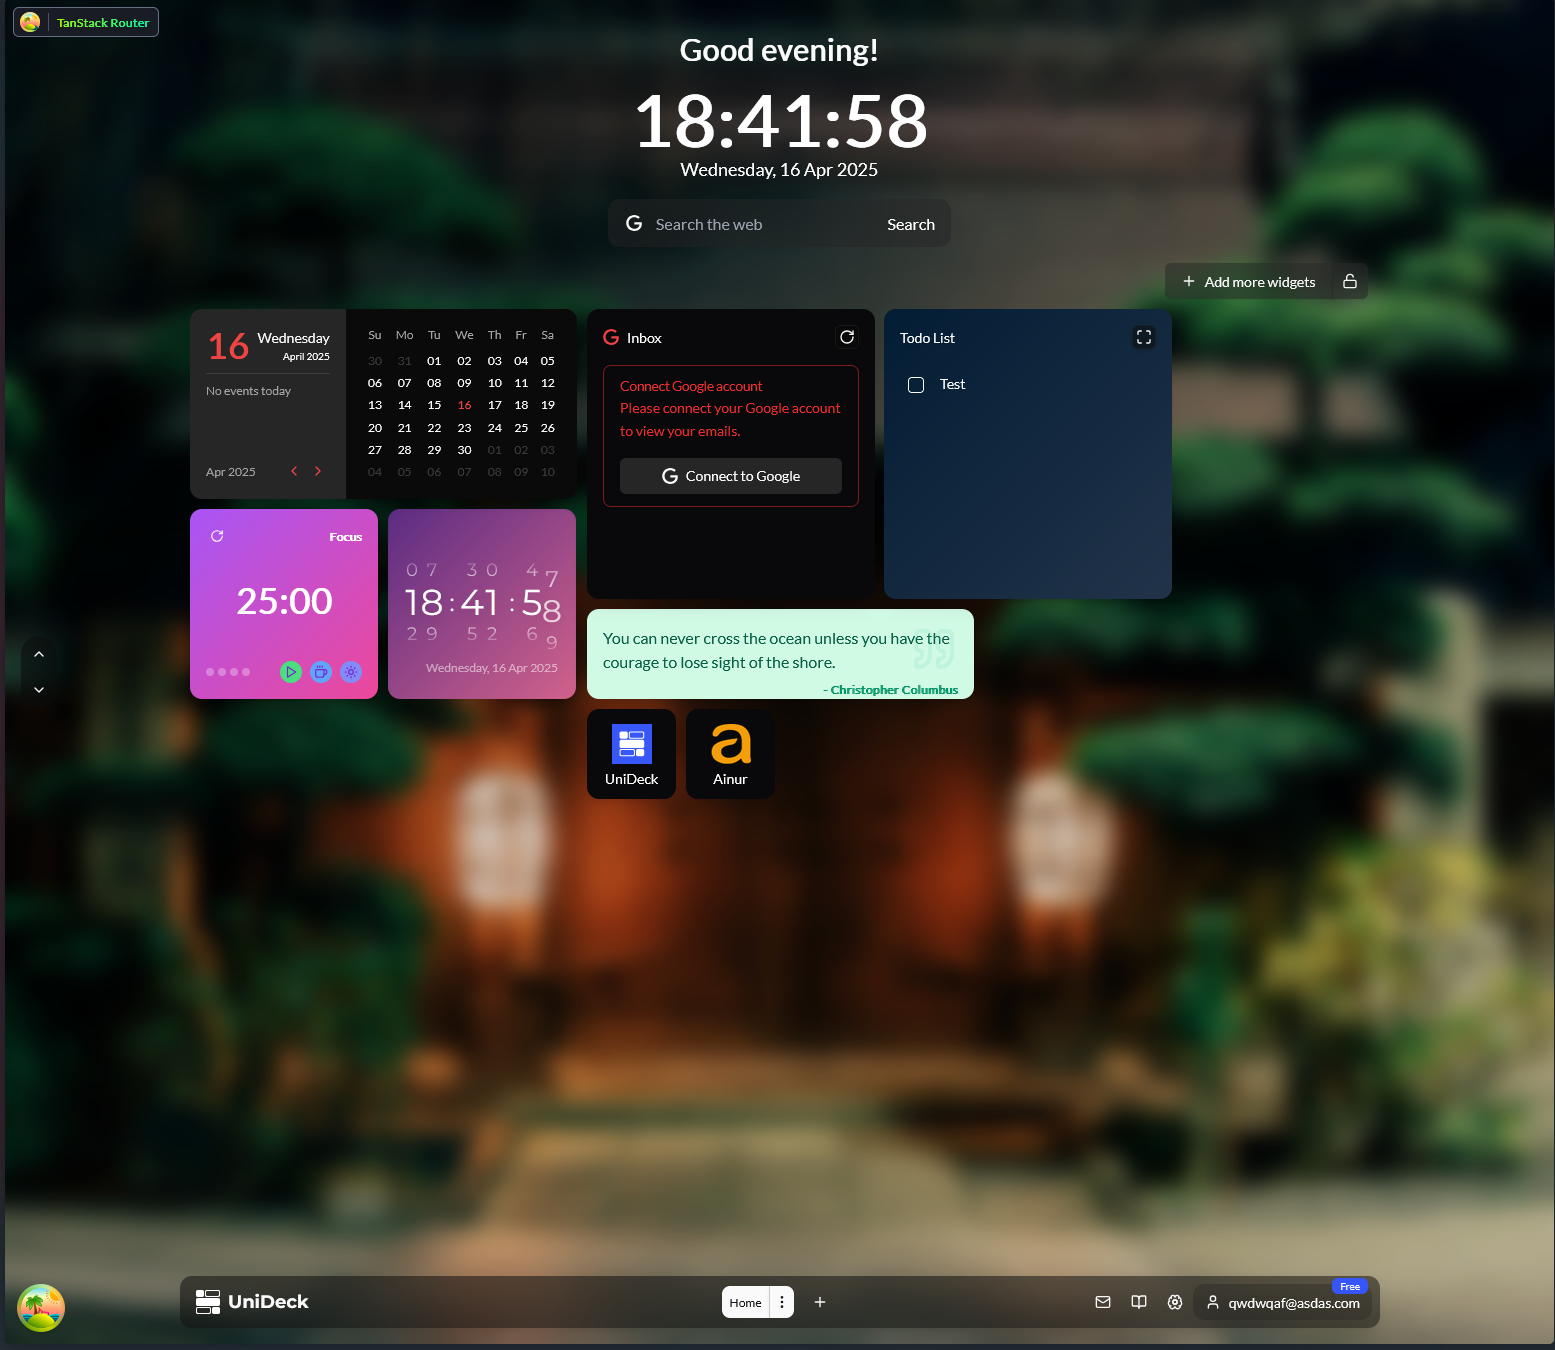 TanStack Router
Good evening!
18:41:58
Wednesday, 16 Apr 2025
Search the web
Search
Add more widgets
16
Wednesday
April 2025
No events today
Apr 2025
Su Mo Tu We Th Fr Sa
30 31 01 02 03 04 05
06 07 08 09 10 11 12
13 14 15 16 17 18 19
20 21 22 23 24 25 26
27 28 29 30 01 02 03
04 05 06 07 08 09 10
Inbox
Connect Google account
Please connect your Google account
to view your emails.
Connect to Google
Todo List
Test
Focus
25:00
07 30 47
18:41:58
29 52 69
Wednesday, 16 Apr 2025
You can never cross the ocean unless you have the
courage to lose sight of the shore.
- Christopher Columbus
UniDeck
Ainur
UniDeck
Home
Free
qwdwqaf@asdas.com